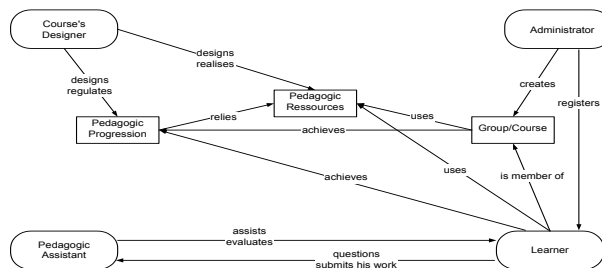 Course's
Designer
Administrator
designs
realises
designs
regulates
creates
registers
Pedagogic
Ressources
Pedagogic
Progression
relies
uses
achieves
Group/Course
achieves
uses
is member of
assists
evaluates
Pedagogic
Assistant
Learner
questions
submits his work